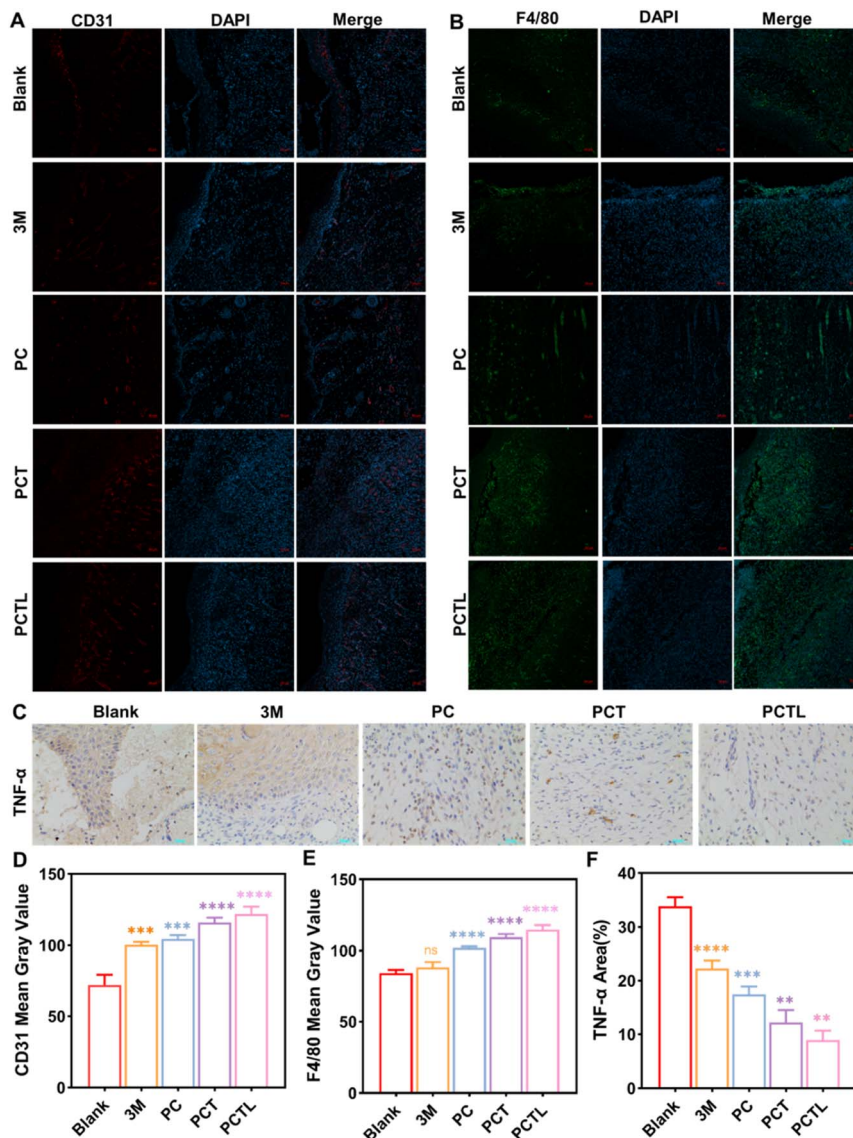 A
CD31 DAPI Merge
Blank
3M
PC
PCT
PCTL
B
F4/80 DAPI Merge
Blank
3M
PC
PCT
PCTL
C
Blank 3M PC PCT PCTL
TNF-α
D
CD31 Mean Gray Value
150
100
50
0
*** *** **** ****
Blank 3M PC PCT PCTL
E
F4/80 Mean Gray Value
150
100
50
0
ns **** **** ****
Blank 3M PC PCT PCTL
F
TNF-α Area(%)
40
30
20
10
0
**** *** ** **
Blank 3M PC PCT PCTL